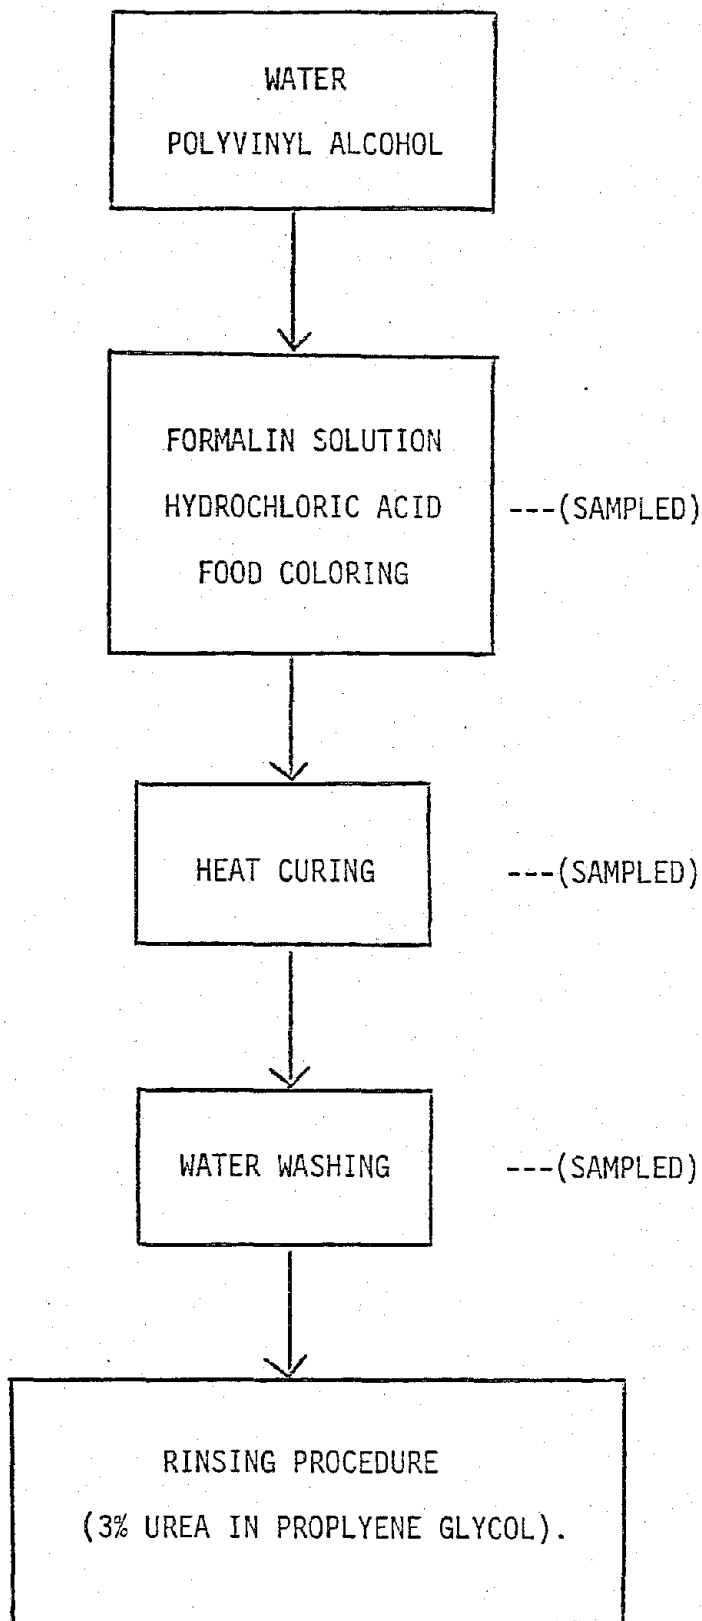 WATER
POLYVINYL ALCOHOL
FORMALIN SOLUTION
HYDROCHLORIC ACID ---(SAMPLED)
FOOD COLORING
HEAT CURING ---(SAMPLED)
WATER WASHING ---(SAMPLED)
RINSING PROCEDURE
(3% UREA IN PROPLYENE GLYCOL).